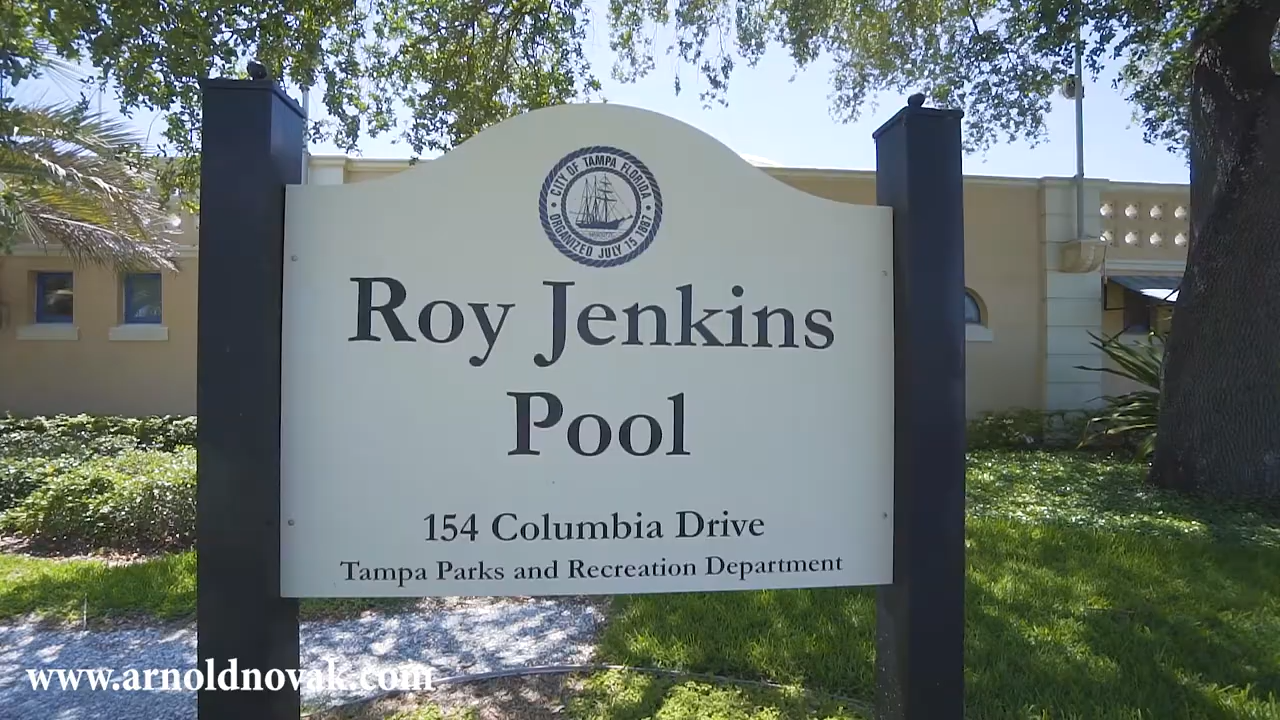 CITY OF TAMPA FLORIDA
ORGANIZED JULY 15 1887
Roy Jenkins
Pool
154 Columbia Drive
Tampa Parks and Recreation Department
www.arnoldnovak.com